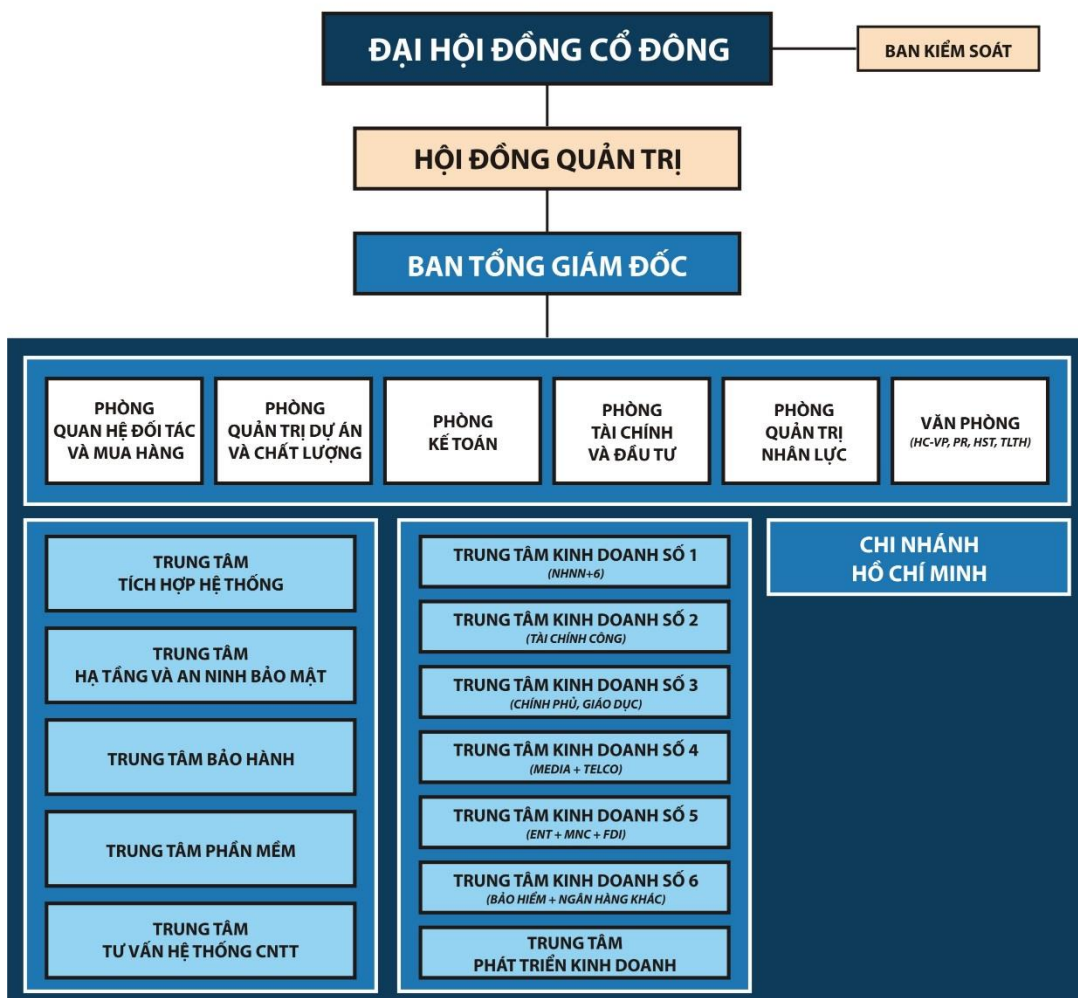 ĐẠI HỘI ĐỒNG CỔ ĐÔNG
BAN KIỂM SOÁT
HỘI ĐỒNG QUẢN TRỊ
BAN TỔNG GIÁM ĐỐC
PHÒNG
QUAN HỆ ĐỐI TÁC
VÀ MUA HÀNG
PHÒNG
QUẢN TRỊ DỰ ÁN
VÀ CHẤT LƯỢNG
PHÒNG
KẾ TOÁN
PHÒNG
TÀI CHÍNH
VÀ ĐẦU TƯ
PHÒNG
QUẢN TRỊ
NHÂN LỰC
VĂN PHÒNG
(HC-VP, PR, HST, TLTH)
TRUNG TÂM
TÍCH HỢP HỆ THỐNG
TRUNG TÂM
HẠ TẦNG VÀ AN NINH BẢO MẬT
TRUNG TÂM BẢO HÀNH
TRUNG TÂM PHẦN MỀM
TRUNG TÂM
TƯ VẤN HỆ THỐNG CNTT
TRUNG TÂM KINH DOANH SỐ 1
(NHNN+6)
TRUNG TÂM KINH DOANH SỐ 2
(TÀI CHÍNH CÔNG)
TRUNG TÂM KINH DOANH SỐ 3
(CHÍNH PHỦ, GIÁO DỤC)
TRUNG TÂM KINH DOANH SỐ 4
(MEDIA + TELCO)
TRUNG TÂM KINH DOANH SỐ 5
(ENT + MNC + FDI)
TRUNG TÂM KINH DOANH SỐ 6
(BẢO HIỂM + NGÂN HÀNG KHÁC)
TRUNG TÂM
PHÁT TRIỂN KINH DOANH
CHI NHÁNH
HỒ CHÍ MINH